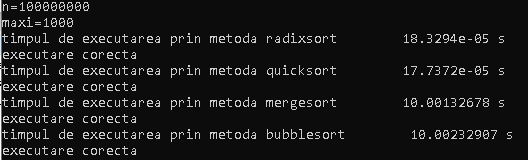 n=100000000
maxi=1000
timpul de executarea prin metoda radixsort 18.3294e-05 s
executare corecta
timpul de executarea prin metoda quicksort 17.7372e-05 s
executare corecta
timpul de executarea prin metoda mergesort 10.00132678 s
executare corecta
timpul de executarea prin metoda bubblesort 10.00232907 s
executare corecta